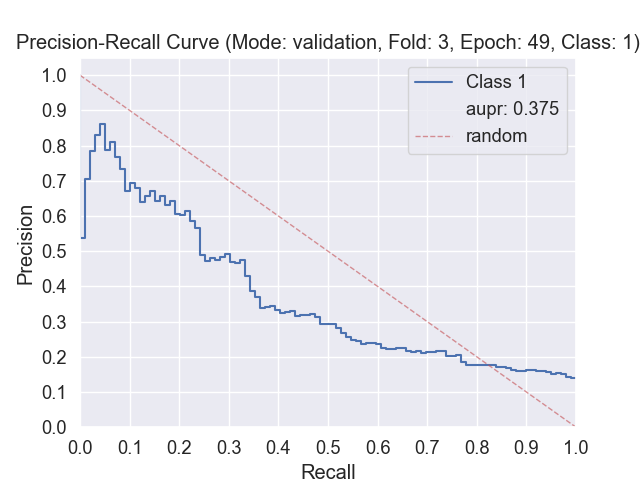 Precision-Recall Curve (Mode: validation, Fold: 3, Epoch: 49, Class: 1)
1.0
0.9
0.8
0.7
0.6
0.5
0.4
0.3
0.2
0.1
0.0
Precision
Class 1
aupr: 0.375
random
0.0 0.1 0.2 0.3 0.4 0.5 0.6 0.7 0.8 0.9 1.0
Recall